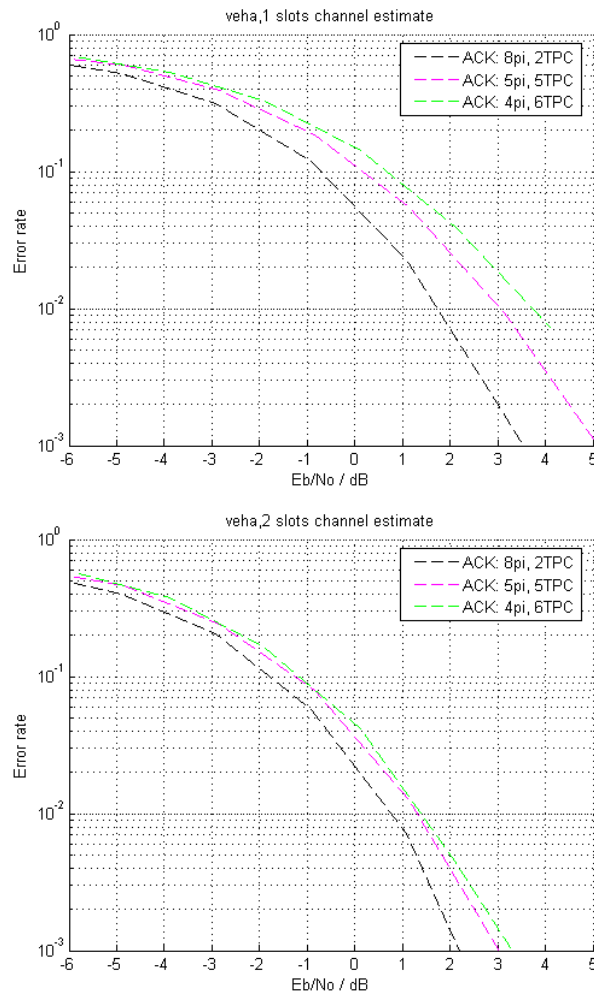 veha,1 slots channel estimate
10^0
10^-1
10^-2
10^-3
Error rate
ACK: 8pi, 2TPC
ACK: 5pi, 5TPC
ACK: 4pi, 6TPC
-6 -5 -4 -3 -2 -1 0 1 2 3 4 5
Eb/No / dB
veha,2 slots channel estimate
10^0
10^-1
10^-2
10^-3
Error rate
ACK: 8pi, 2TPC
ACK: 5pi, 5TPC
ACK: 4pi, 6TPC
-6 -5 -4 -3 -2 -1 0 1 2 3 4 5
Eb/No / dB